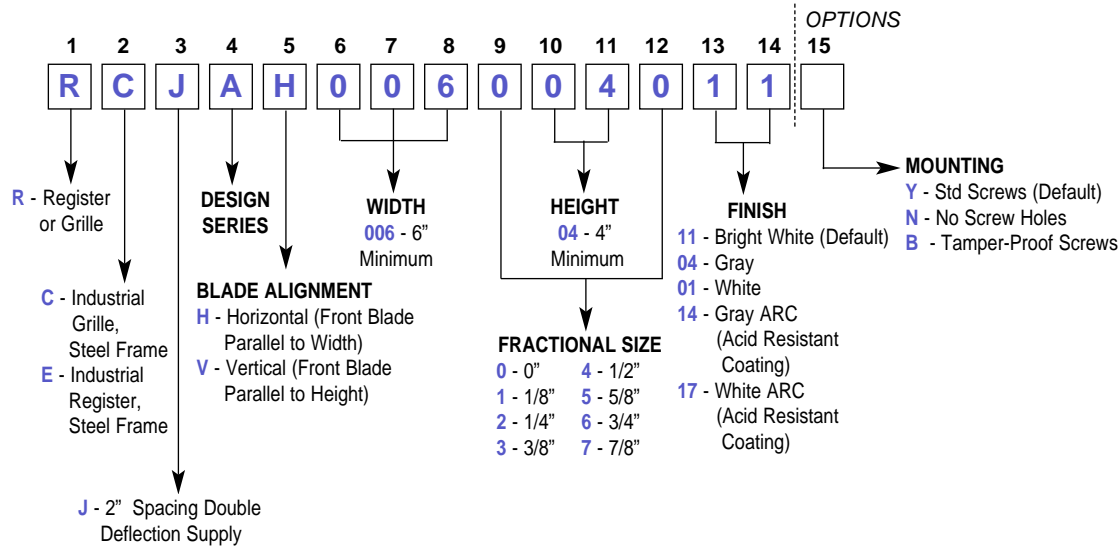 OPTIONS
1 2 3 4 5 6 7 8 9 10 11 12 13 14 15
R C J A H 0 0 6 0 0 4 0 1 1
R - Register
or Grille
C - Industrial
Grille,
Steel Frame
E - Industrial
Register,
Steel Frame
J - 2” Spacing Double
Deflection Supply
DESIGN
SERIES
BLADE ALIGNMENT
H - Horizontal (Front Blade
Parallel to Width)
V - Vertical (Front Blade
Parallel to Height)
WIDTH
006 - 6”
Minimum
FRACTIONAL SIZE
0 - 0” 4 - 1/2”
1 - 1/8” 5 - 5/8”
2 - 1/4” 6 - 3/4”
3 - 3/8” 7 - 7/8”
HEIGHT
04 - 4”
Minimum
FINISH
11 - Bright White (Default)
04 - Gray
01 - White
14 - Gray ARC
(Acid Resistant
Coating)
17 - White ARC
(Acid Resistant
Coating)
MOUNTING
Y - Std Screws (Default)
N - No Screw Holes
B - Tamper-Proof Screws